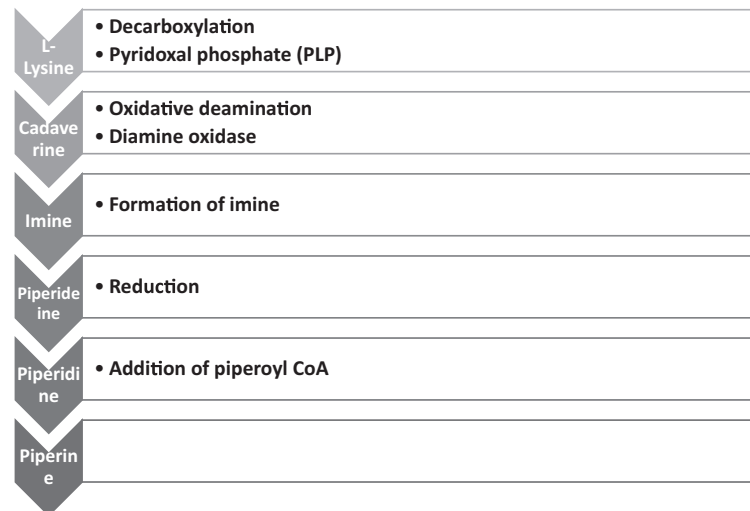 L-
Lysine
• Decarboxylation
• Pyridoxal phosphate (PLP)
Cadave
rine
• Oxidative deamination
• Diamine oxidase
Imine
• Formation of imine
Piperide
ine
• Reduction
Piperidi
ne
• Addition of piperoyl CoA
Piperin
e